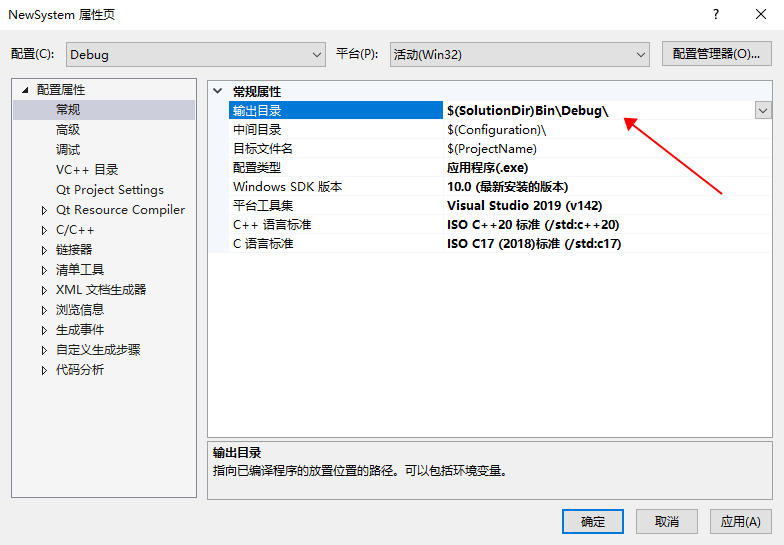 NewSystem 属性页
配置(C): Debug 平台(P): 活动(Win32) 配置管理器(O)...
配置属性
常规
高级
调试
VC++ 目录
Qt Project Settings
Qt Resource Compiler
C/C++
链接器
清单工具
XML 文档生成器
浏览信息
生成事件
自定义生成步骤
代码分析
常规属性
输出目录 $(SolutionDir)Bin\Debug\
中间目录 $(Configuration)\
目标文件名 $(ProjectName)
配置类型 应用程序(.exe)
Windows SDK 版本 10.0 (最新安装的版本)
平台工具集 Visual Studio 2019 (v142)
C++ 语言标准 ISO C++20 标准 (/std:c++20)
C 语言标准 ISO C17 (2018)标准 (/std:c17)
输出目录
指向已编译程序的放置位置的路径。可以包括环境变量。
确定 取消 应用(A)